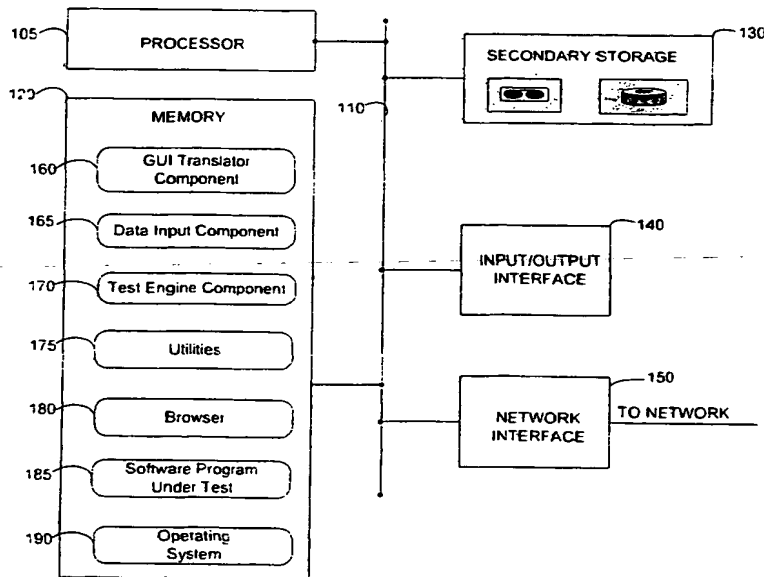 105
PROCESSOR
130
SECONDARY STORAGE
120
MEMORY
110
160
GUI Translator
Component
165
Data Input Component
140
INPUT/OUTPUT
INTERFACE
170
Test Engine Component
175
Utilities
150
NETWORK
INTERFACE
TO NETWORK
180
Browser
185
Software Program
Under Test
190
Operating
System